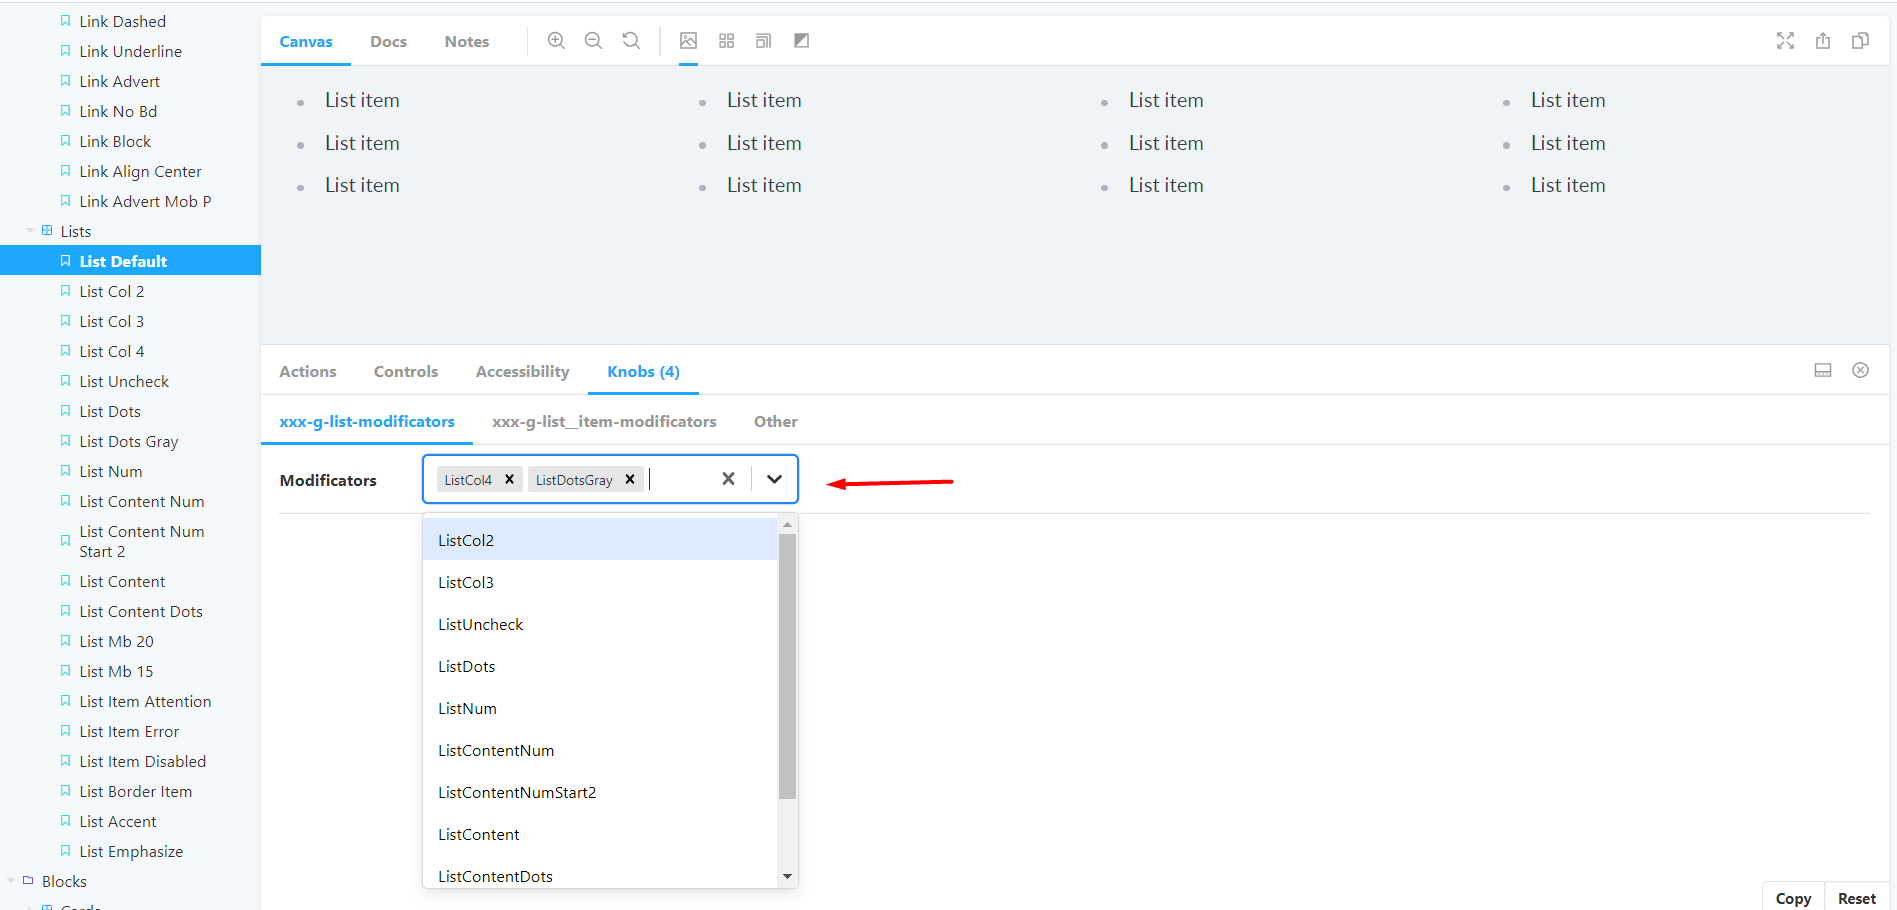 Link Dashed
Link Underline
Link Advert
Link No Bd
Link Block
Link Align Center
Link Advert Mob P
Lists
List Default
List Col 2
List Col 3
List Col 4
List Uncheck
List Dots
List Dots Gray
List Num
List Content Num
List Content Num
Start 2
List Content
List Content Dots
List Mb 20
List Mb 15
List Item Attention
List Item Error
List Item Disabled
List Border Item
List Accent
List Emphasize
Blocks
Cards
Canvas Docs Notes
List item List item List item List item
List item List item List item List item
List item List item List item List item
Actions Controls Accessibility Knobs (4)
xxx-g-list-modificators xxx-g-list__item-modificators Other
Modificators ListCol4 ListDotsGray
ListCol2
ListCol3
ListUncheck
ListDots
ListNum
ListContentNum
ListContentNumStart2
ListContent
ListContentDots
Copy Reset